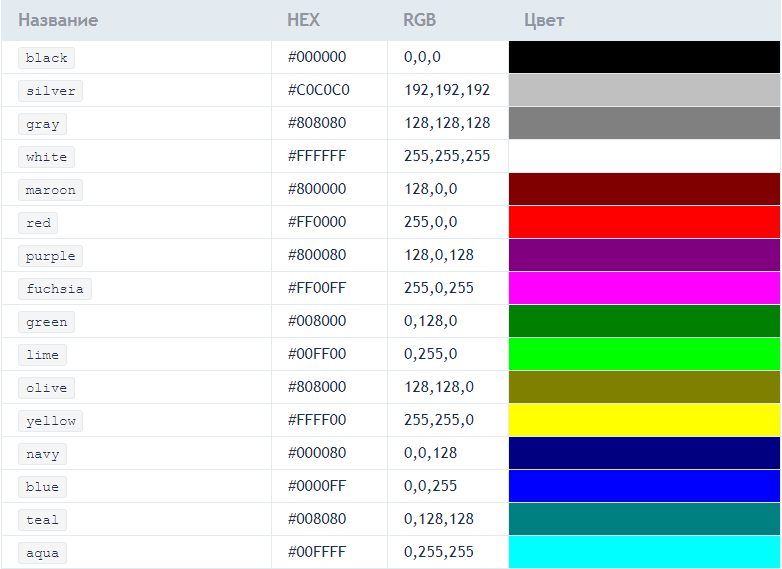 Название HEX RGB Цвет
black #000000 0,0,0
silver #C0C0C0 192,192,192
gray #808080 128,128,128
white #FFFFFF 255,255,255
maroon #800000 128,0,0
red #FF0000 255,0,0
purple #800080 128,0,128
fuchsia #FF00FF 255,0,255
green #008000 0,128,0
lime #00FF00 0,255,0
olive #808000 128,128,0
yellow #FFFF00 255,255,0
navy #000080 0,0,128
blue #0000FF 0,0,255
teal #008080 0,128,128
aqua #00FFFF 0,255,255